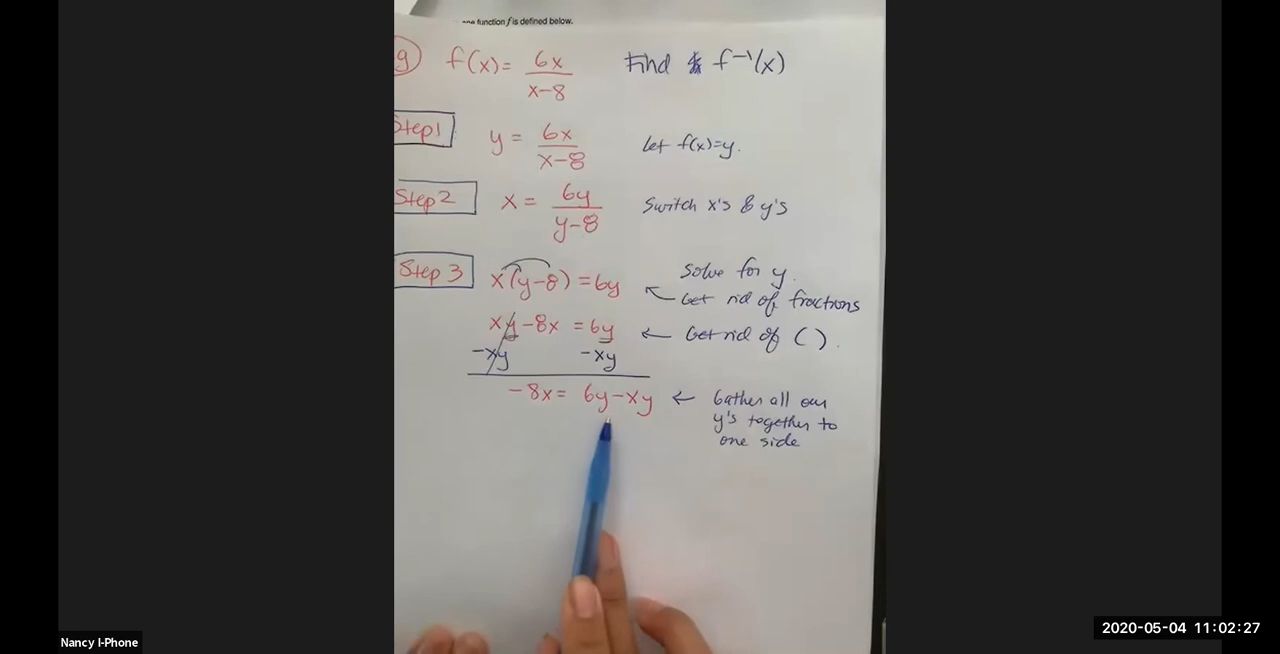 function f is defined below.
9 f(x) = 6x / x-8 Find f⁻¹(x)
Step 1 y = 6x / x-8 let f(x)=y.
Step 2 x = 6y / y-8 Switch x's & y's
Step 3 x(y-8) = 6y Solve for y.
Get rid of fractions
xy-8x = 6y ← Get rid of ( ).
-xy -xy
-8x = 6y-xy ← Gather all our
y's together to
one side
Nancy I-Phone
2020-05-04 11:02:27